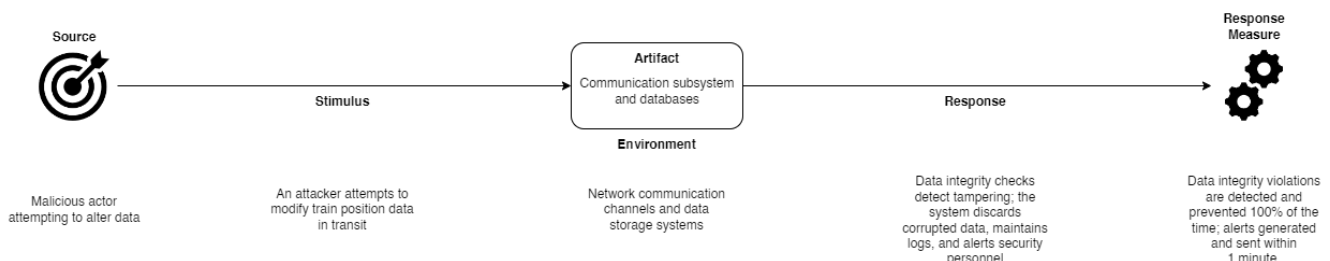 Source
Malicious actor
attempting to alter data
Stimulus
An attacker attempts to
modify train position data
in transit
Artifact
Communication subsystem
and databases
Environment
Network communication
channels and data
storage systems
Response
Data integrity checks
detect tampering; the
system discards
corrupted data, maintains
logs, and alerts security
personnel
Response
Measure
Data integrity violations
are detected and
prevented 100% of the
time; alerts generated
and sent within
1 minute